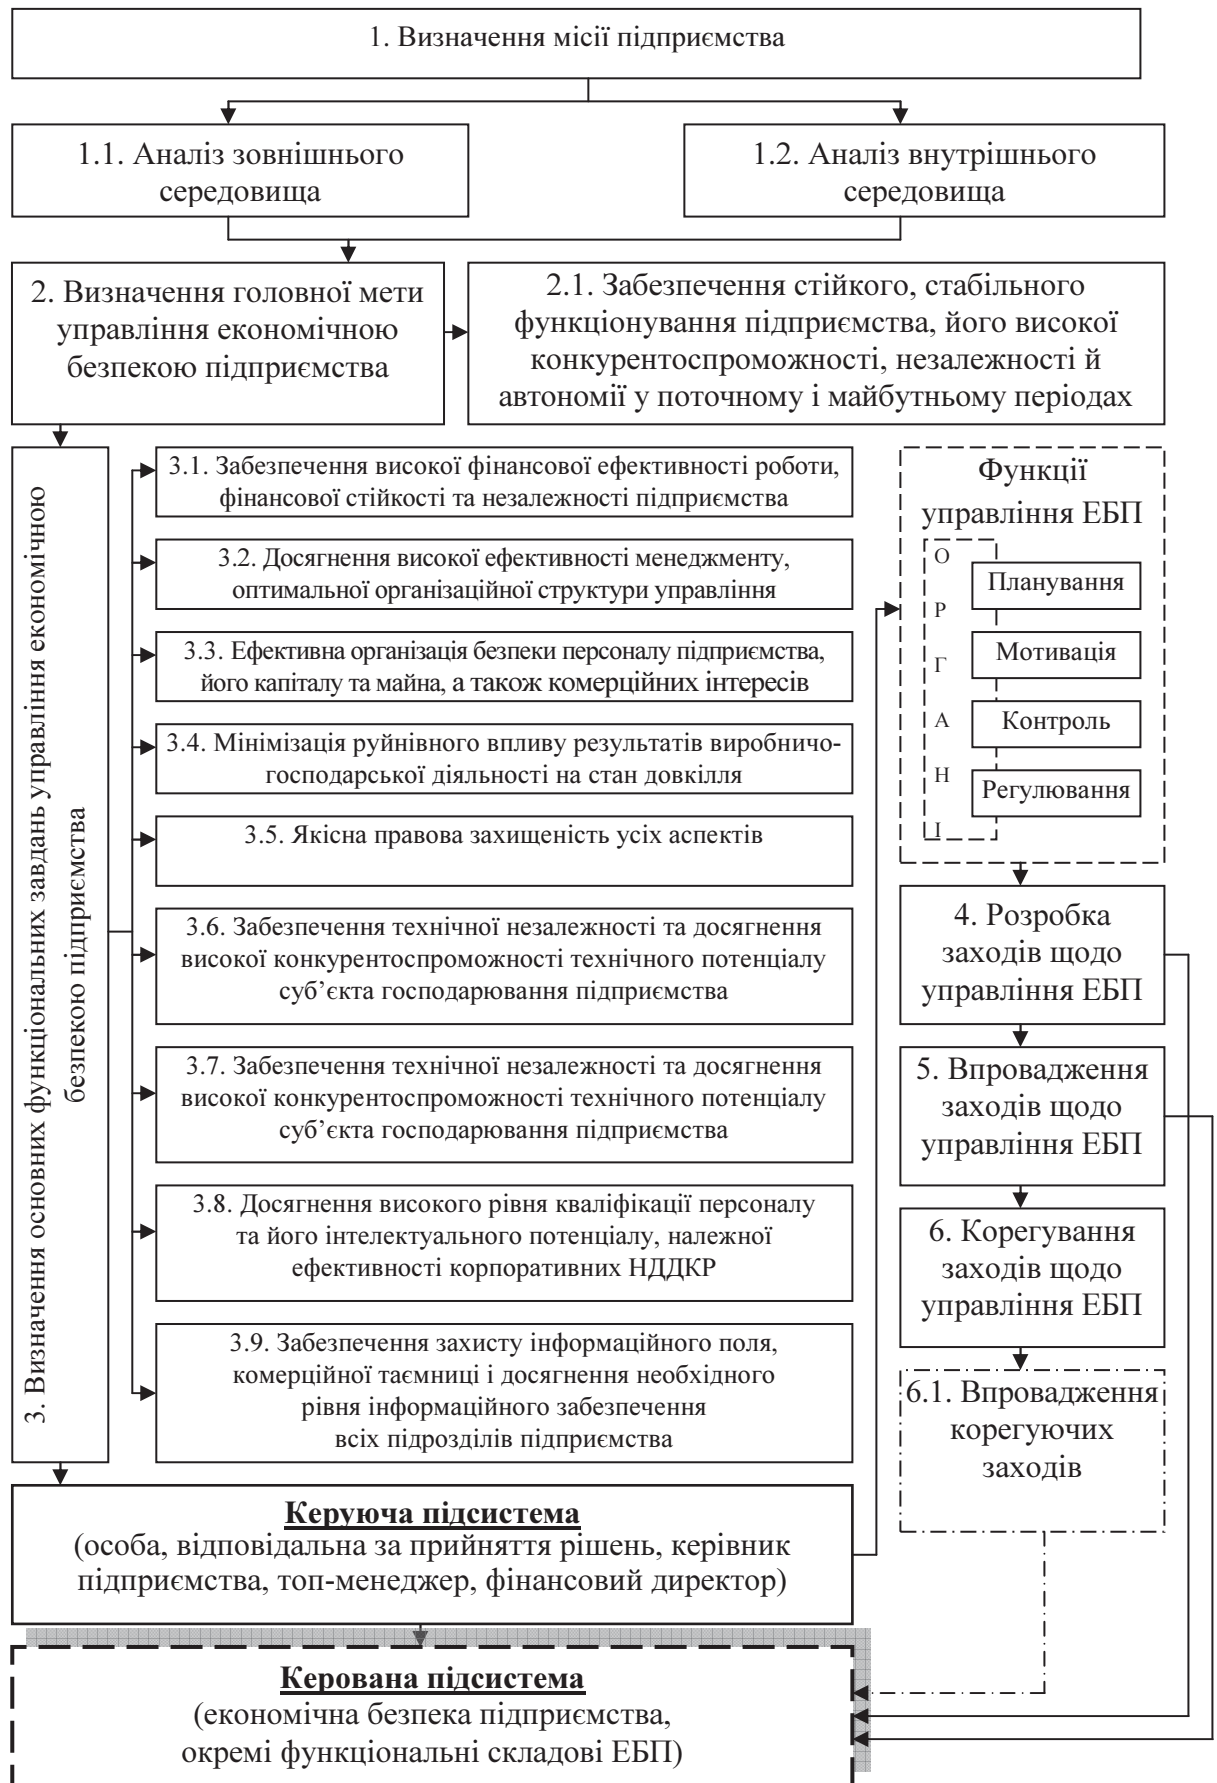 1. Визначення місії підприємства
1.1. Аналіз зовнішнього
середовища
1.2. Аналіз внутрішнього
середовища
2. Визначення головної мети
управління економічною
безпекою підприємства
2.1. Забезпечення стійкого, стабільного
функціонування підприємства, його високої
конкурентоспроможності, незалежності й
автономії у поточному і майбутньому періодах
3. Визначення основних функціональних завдань управління економічною
безпекою підприємства
3.1. Забезпечення високої фінансової ефективності роботи,
фінансової стійкості та незалежності підприємства
3.2. Досягнення високої ефективності менеджменту,
оптимальної організаційної структури управління
3.3. Ефективна організація безпеки персоналу підприємства,
його капіталу та майна, а також комерційних інтересів
3.4. Мінімізація руйнівного впливу результатів виробничо-
господарської діяльності на стан довкілля
3.5. Якісна правова захищеність усіх аспектів
3.6. Забезпечення технічної незалежності та досягнення
високої конкурентоспроможності технічного потенціалу
суб’єкта господарювання підприємства
3.7. Забезпечення технічної незалежності та досягнення
високої конкурентоспроможності технічного потенціалу
суб’єкта господарювання підприємства
3.8. Досягнення високого рівня кваліфікації персоналу
та його інтелектуального потенціалу, належної
ефективності корпоративних НДДКР
3.9. Забезпечення захисту інформаційного поля,
комерційної таємниці і досягнення необхідного
рівня інформаційного забезпечення
всіх підрозділів підприємства
Функції
управління ЕБП
О
Р
Г
А
Н
І
Планування
Мотивація
Контроль
Регулювання
4. Розробка
заходів щодо
управління ЕБП
5. Впровадження
заходів щодо
управління ЕБП
6. Корегування
заходів щодо
управління ЕБП
6.1. Впровадження
корегуючих
заходів
Керуюча підсистема
(особа, відповідальна за прийняття рішень, керівник
підприємства, топ-менеджер, фінансовий директор)
Керована підсистема
(економічна безпека підприємства,
окремі функціональні складові ЕБП)